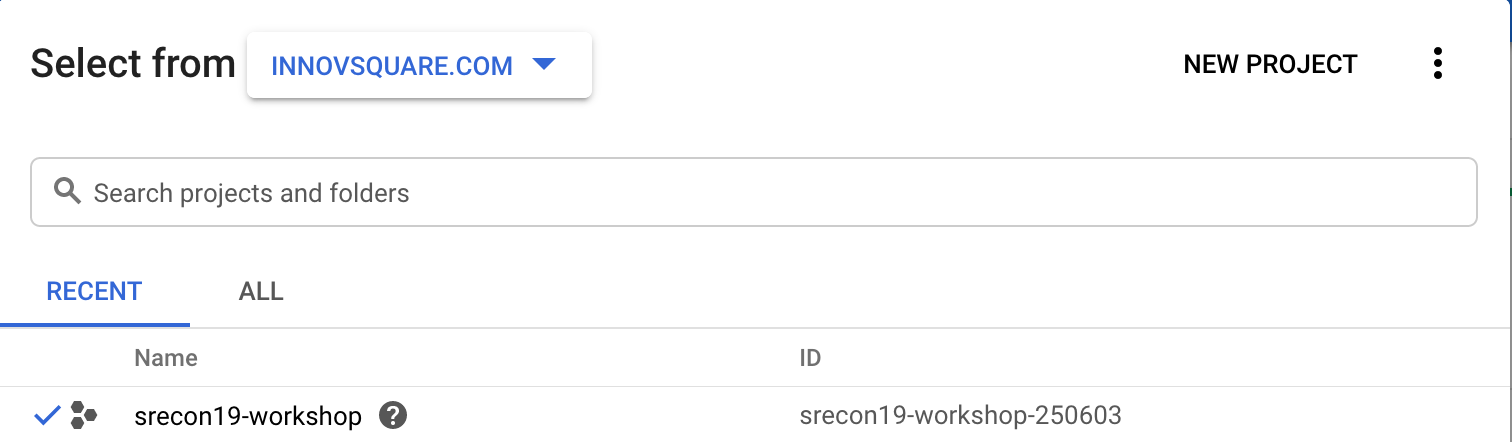 Select from INNOVSQUARE.COM NEW PROJECT
Search projects and folders
RECENT ALL
Name ID
srecon19-workshop srecon19-workshop-250603